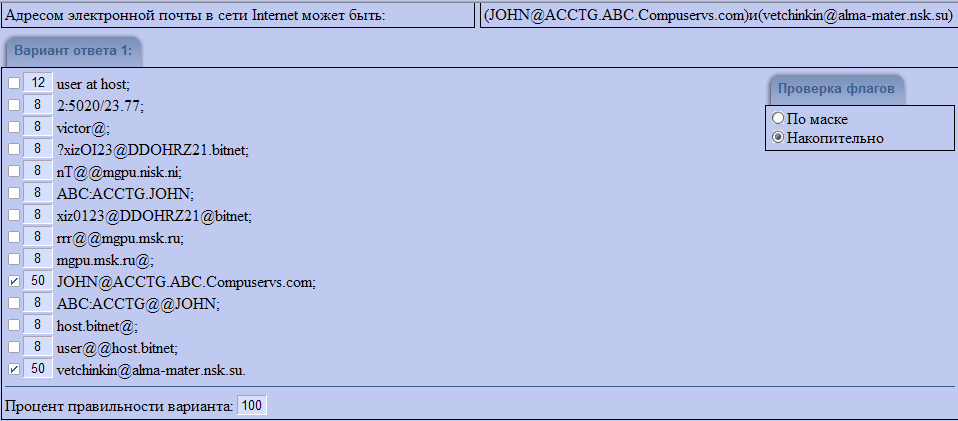 Адресом электронной почты в сети Internet может быть: (JOHN@ACCTG.ABC.Compuservs.com)и(vetchinkin@alma-mater.nsk.su)
Вариант ответа 1:
12 user at host;
8 2:5020/23.77;
8 victor@;
8 ?xizOI23@DDOHRZ21.bitnet;
8 nT@@mgpu.nisk.ni;
8 ABC:ACCTG.JOHN;
8 xiz0123@DDOHRZ21@bitnet;
8 rrr@@mgpu.msk.ru;
8 mgpu.msk.ru@;
50 JOHN@ACCTG.ABC.Compuservs.com;
8 ABC:ACCTG@@JOHN;
8 host.bitnet@;
8 user@@host.bitnet;
50 vetchinkin@alma-mater.nsk.su.
Процент правильности варианта: 100
Проверка флагов
По маске
Накопительно